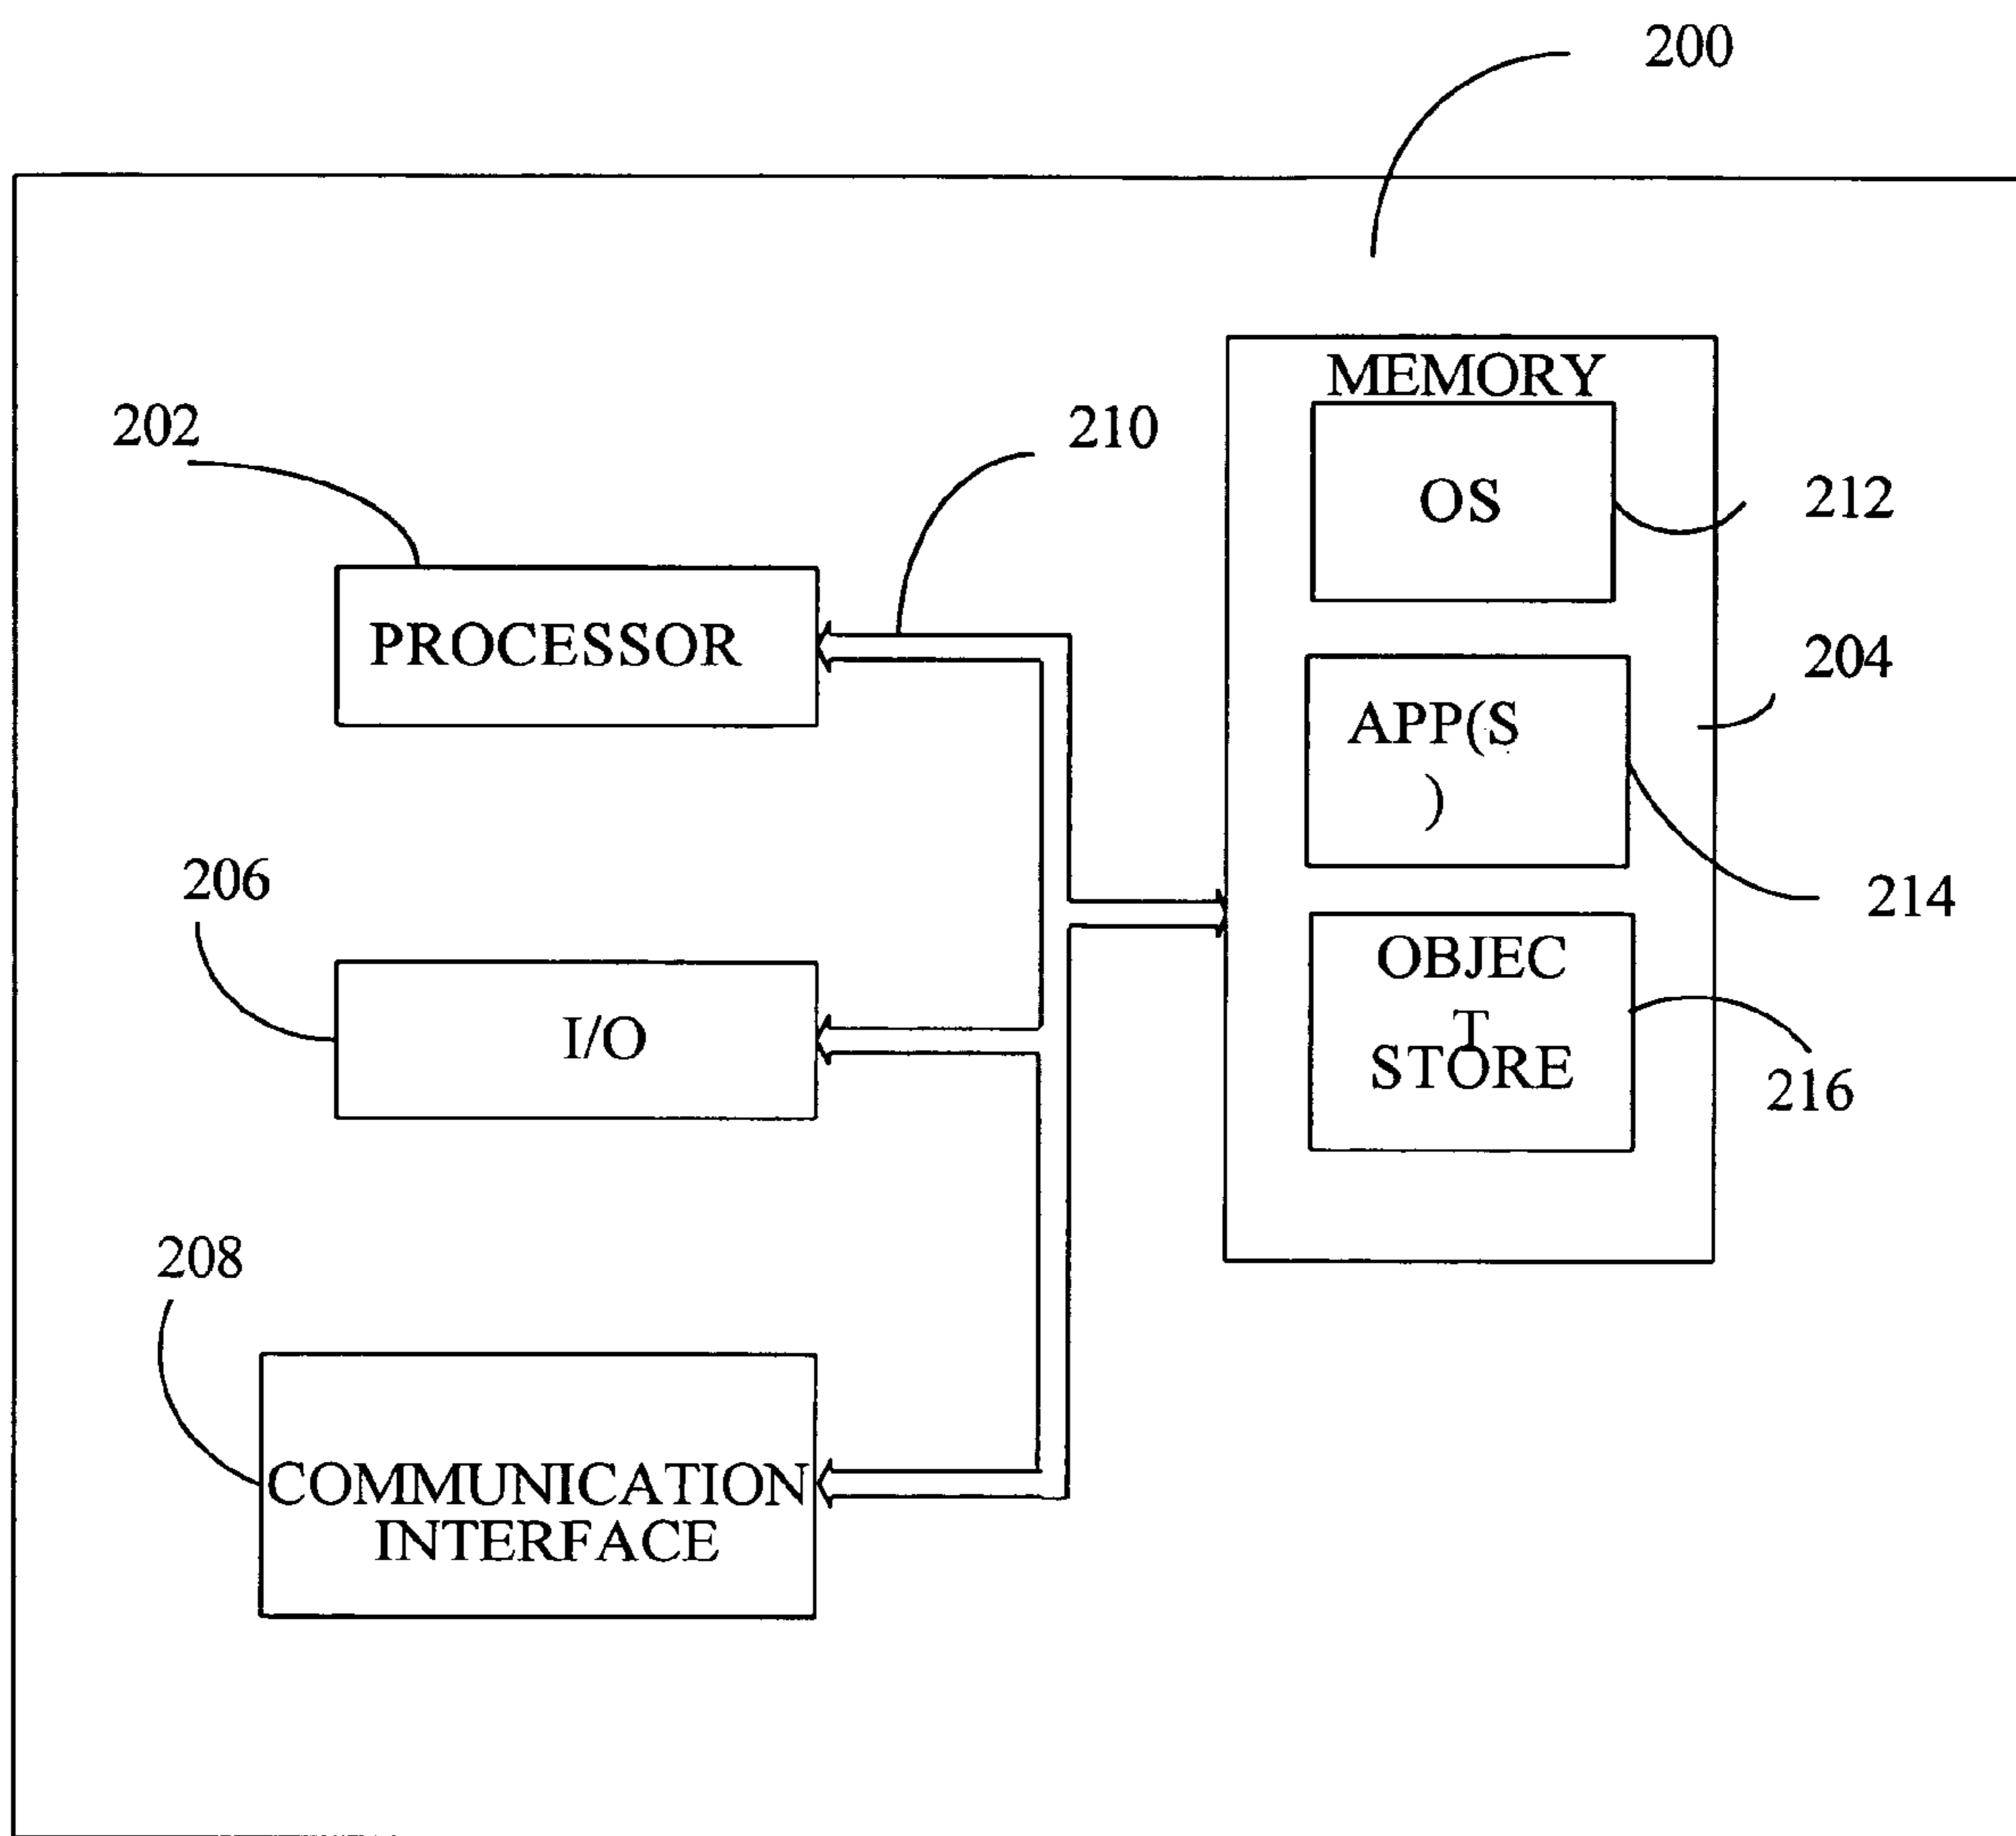 200
MEMORY
202
210
OS
212
PROCESSOR
204
APP(S
)
206
214
I/O
OBJEC
T
STORE
216
208
COMMUNICATION
INTERFACE